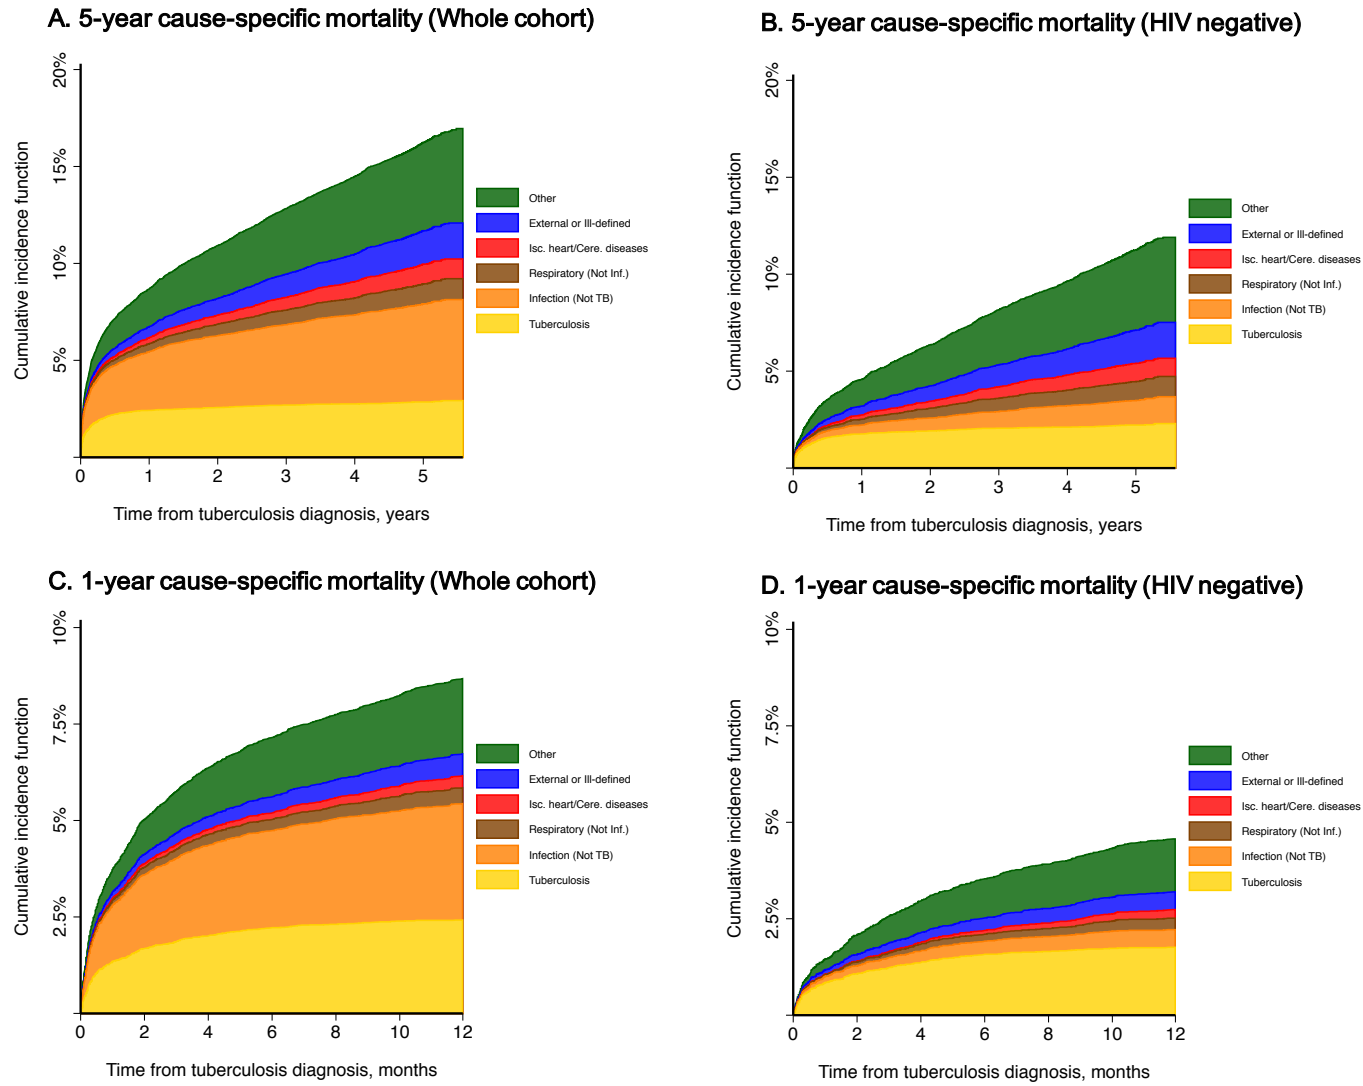 A. 5-year cause-specific mortality (Whole cohort)
Cumulative incidence function
20%
15%
10%
5%
0 1 2 3 4 5
Time from tuberculosis diagnosis, years
Other
External or Ill-defined
Isc. heart/Cere. diseases
Respiratory (Not Inf.)
Infection (Not TB)
Tuberculosis
B. 5-year cause-specific mortality (HIV negative)
Cumulative incidence function
20%
15%
10%
5%
0 1 2 3 4 5
Time from tuberculosis diagnosis, years
Other
External or Ill-defined
Isc. heart/Cere. diseases
Respiratory (Not Inf.)
Infection (Not TB)
Tuberculosis
C. 1-year cause-specific mortality (Whole cohort)
Cumulative incidence function
10%
7.5%
5%
2.5%
0 2 4 6 8 10 12
Time from tuberculosis diagnosis, months
Other
External or Ill-defined
Isc. heart/Cere. diseases
Respiratory (Not Inf.)
Infection (Not TB)
Tuberculosis
D. 1-year cause-specific mortality (HIV negative)
Cumulative incidence function
10%
7.5%
5%
2.5%
0 2 4 6 8 10 12
Time from tuberculosis diagnosis, months
Other
External or Ill-defined
Isc. heart/Cere. diseases
Respiratory (Not Inf.)
Infection (Not TB)
Tuberculosis